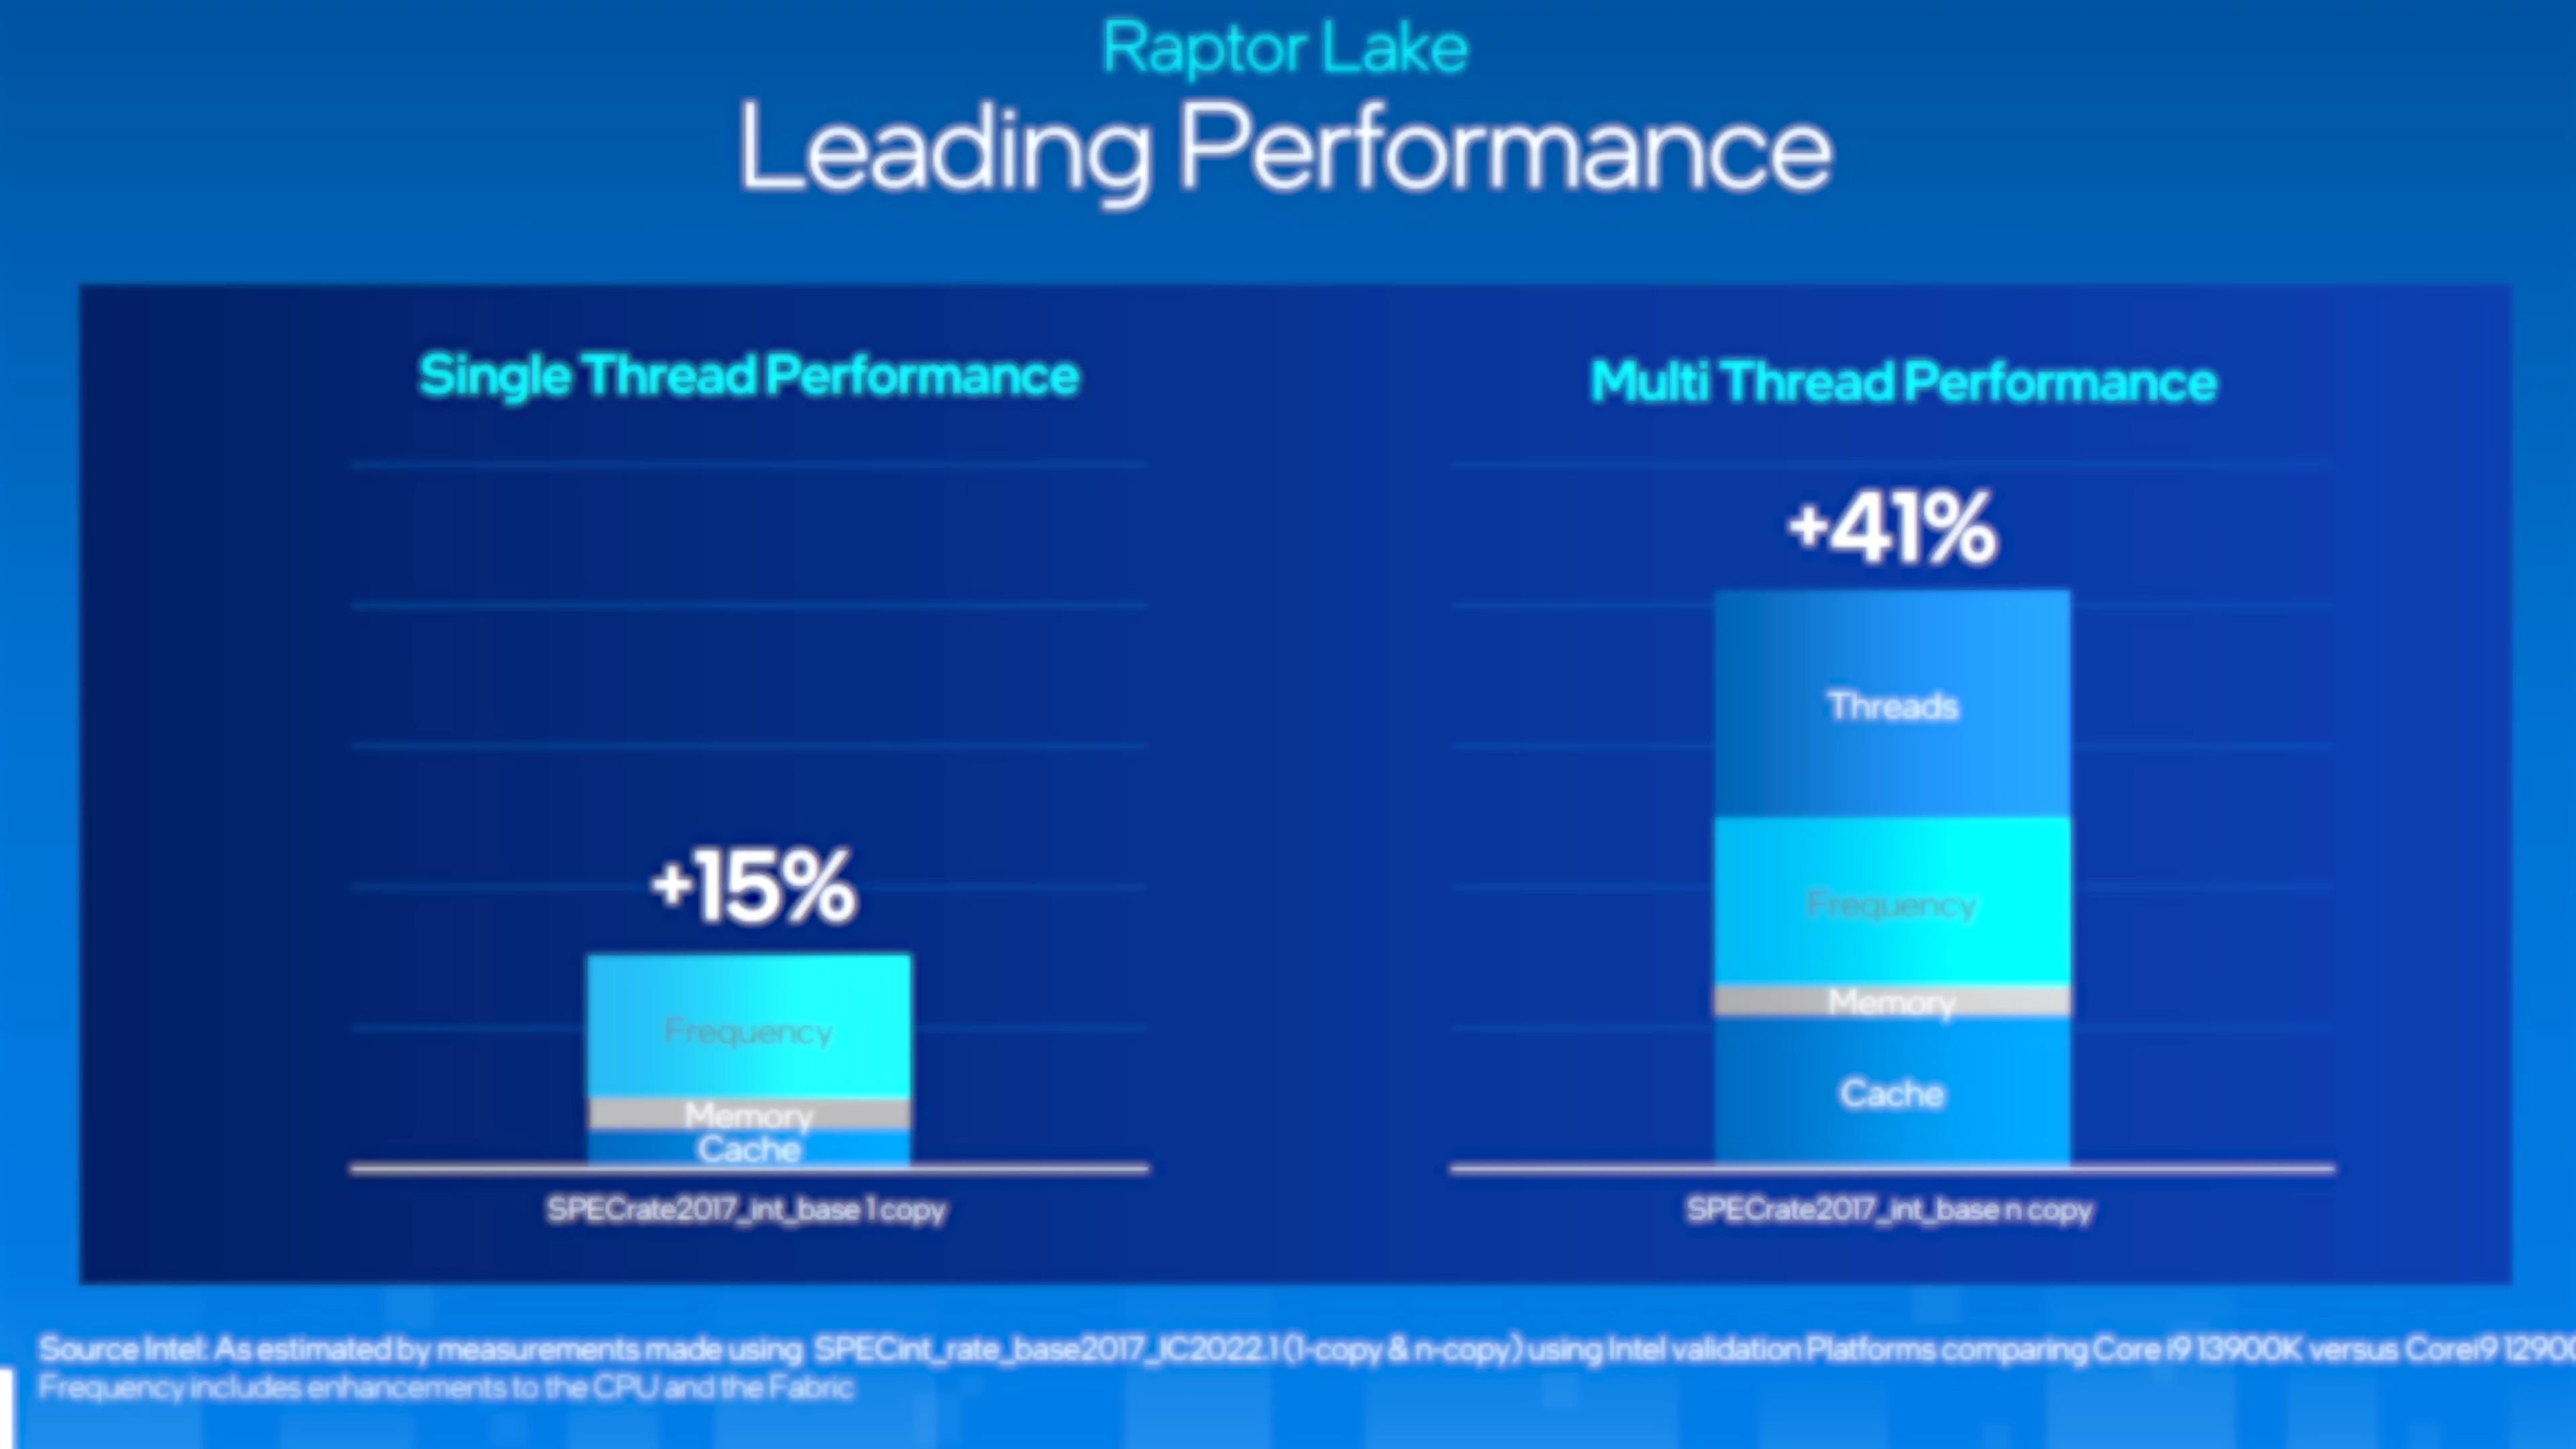 Raptor Lake
Leading Performance
Single Thread Performance
Multi Thread Performance
+41%
Threads
+15%
Frequency
Frequency
Memory
Memory
Cache
Cache
SPECrate2017_int_base 1 copy
SPECrate2017_int_base n copy
Source Intel: As estimated by measurements made using SPECint_rate_base2017_IC2022.1 (1-copy & n-copy) using Intel validation Platforms comparing Core i9 13900K versus Corei9 1290
Frequency includes enhancements to the CPU and the Fabric